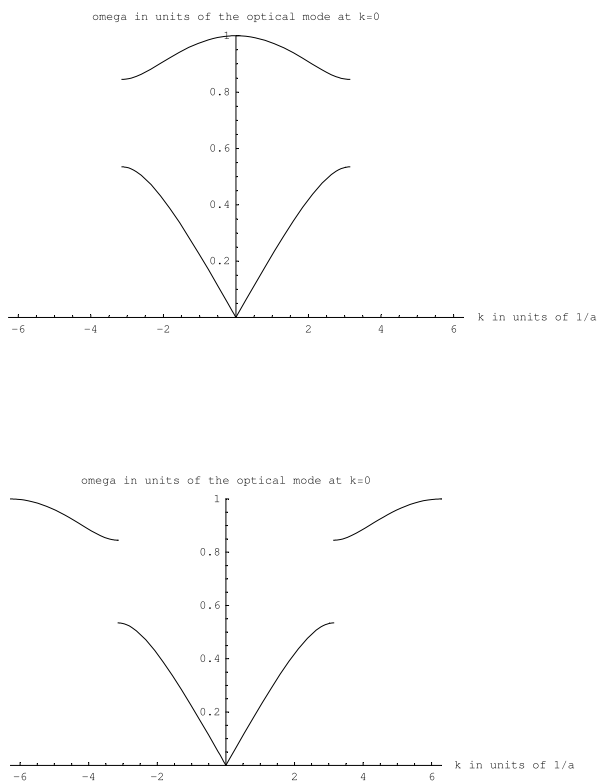 omega in units of the optical mode at k=0
1
0.8
0.6
0.4
0.2
-6 -4 -2 2 4 6
k in units of 1/a
omega in units of the optical mode at k=0
1
0.8
0.6
0.4
0.2
-6 -4 -2 2 4 6
k in units of 1/a